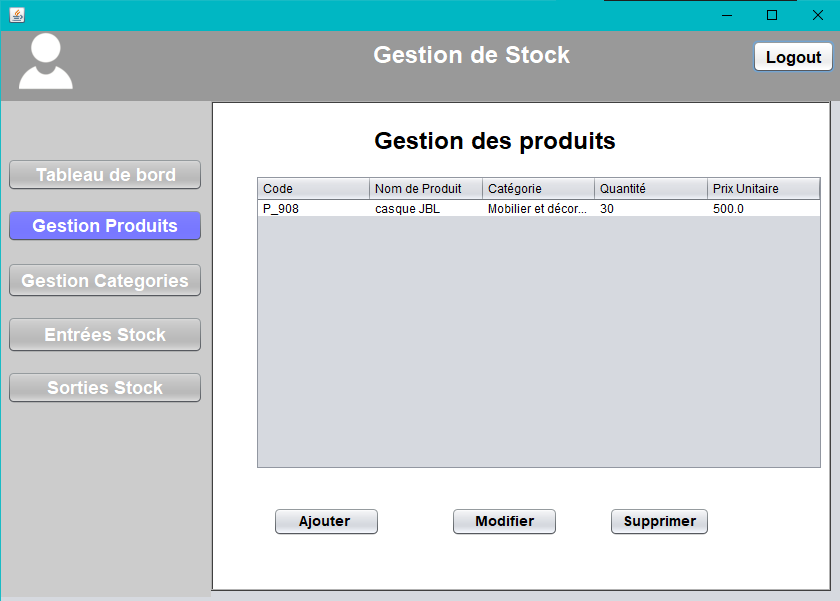 Gestion de Stock
Logout
Tableau de bord
Gestion Produits
Gestion Categories
Entrées Stock
Sorties Stock
Gestion des produits
Code Nom de Produit Catégorie Quantité Prix Unitaire
P_908 casque JBL Mobilier et décor... 30 500.0
Ajouter Modifier Supprimer